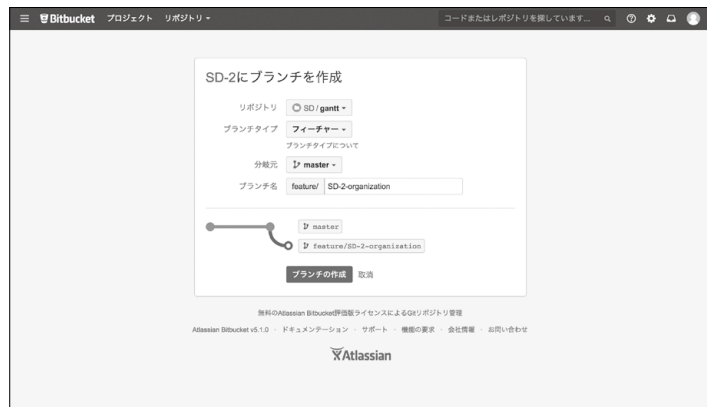 Bitbucket プロジェクト リポジトリ コードまたはレポジトリを探しています...
SD-2にブランチを作成
リポジトリ SD / gantt
ブランチタイプ フィーチャー
ブランチタイプについて
分岐元 master
ブランチ名 feature/ SD-2-organization
master
feature/SD-2-organization
ブランチの作成 取消
無料のAtlassian Bitbucket評価版ライセンスによるGitリポジトリ管理
Atlassian Bitbucket v5.1.0 · ドキュメンテーション · サポート · 機能の要求 · 会社情報 · お問い合わせ
Atlassian